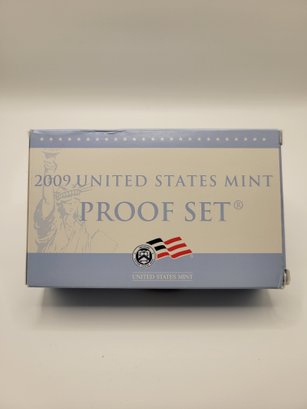 2009 UNITED STATES MINT
PROOF SET®
UNITED STATES MINT